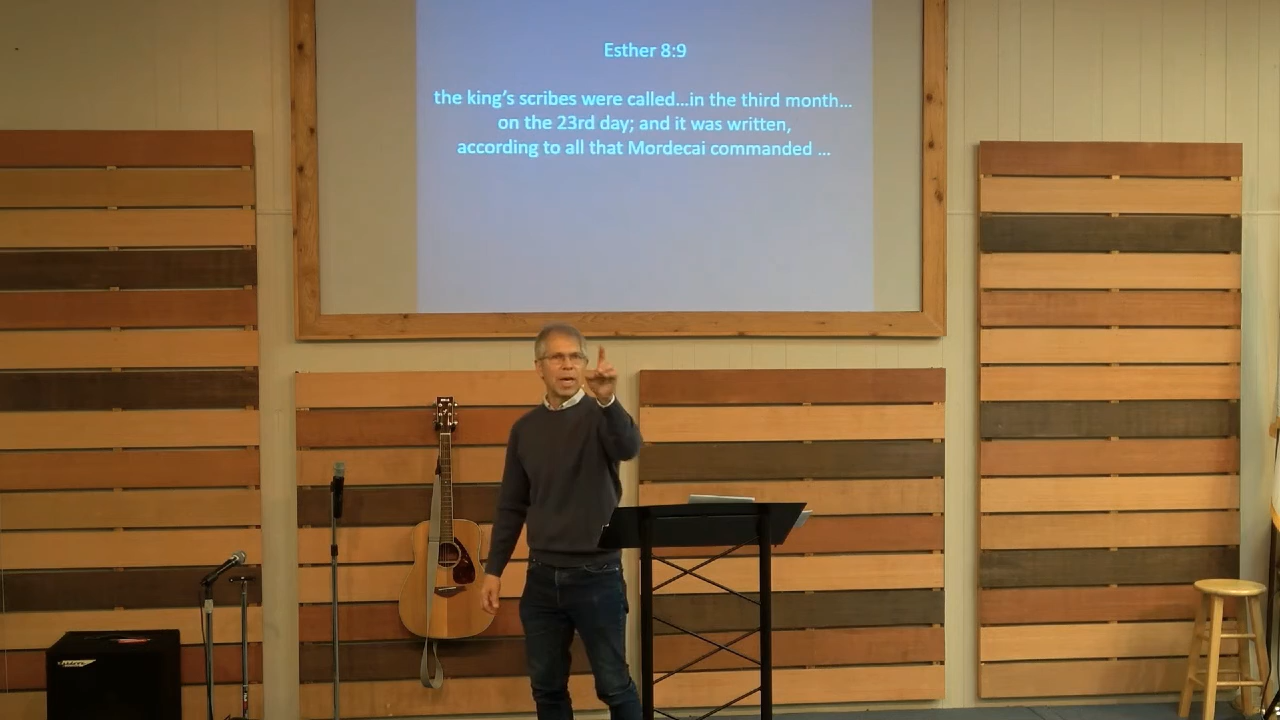 Esther 8:9
the king's scribes were called...in the third month...
on the 23rd day; and it was written,
according to all that Mordecai commanded ...